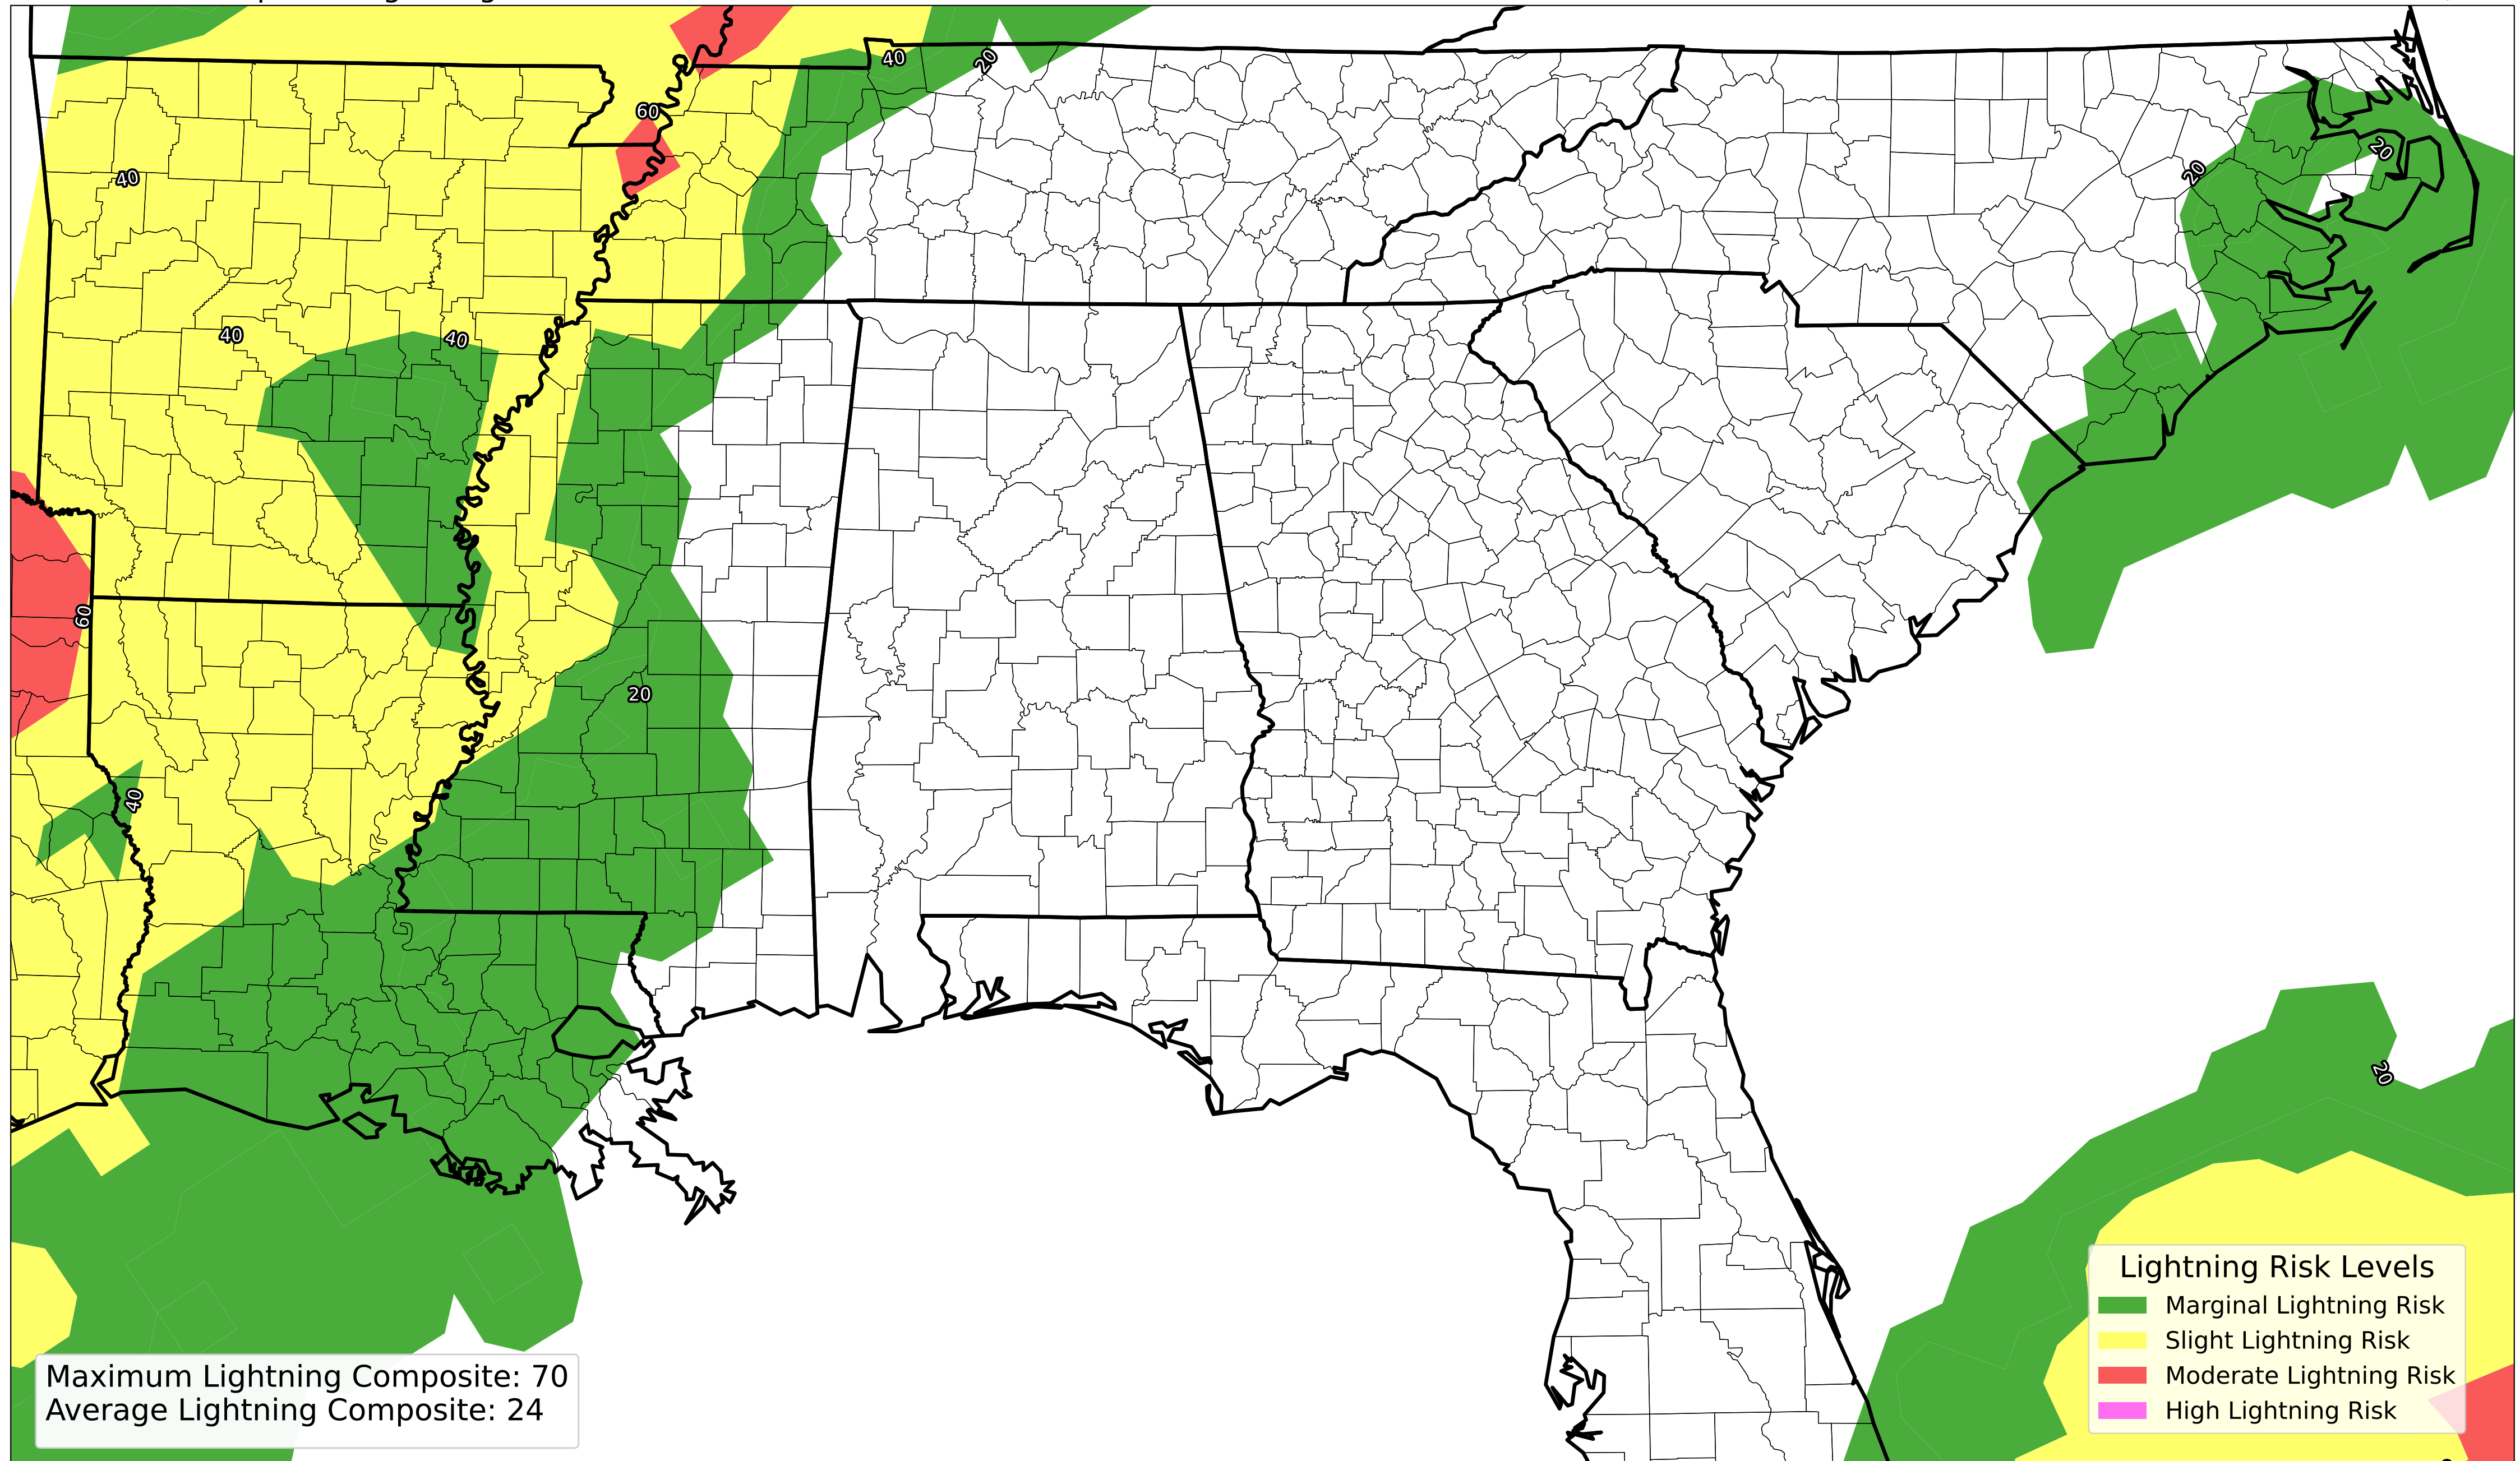 40
20
60
40
20
20
40
40
60
20
40
20
Lightning Risk Levels
Marginal Lightning Risk
Slight Lightning Risk
Moderate Lightning Risk
High Lightning Risk
Maximum Lightning Composite: 70
Average Lightning Composite: 24